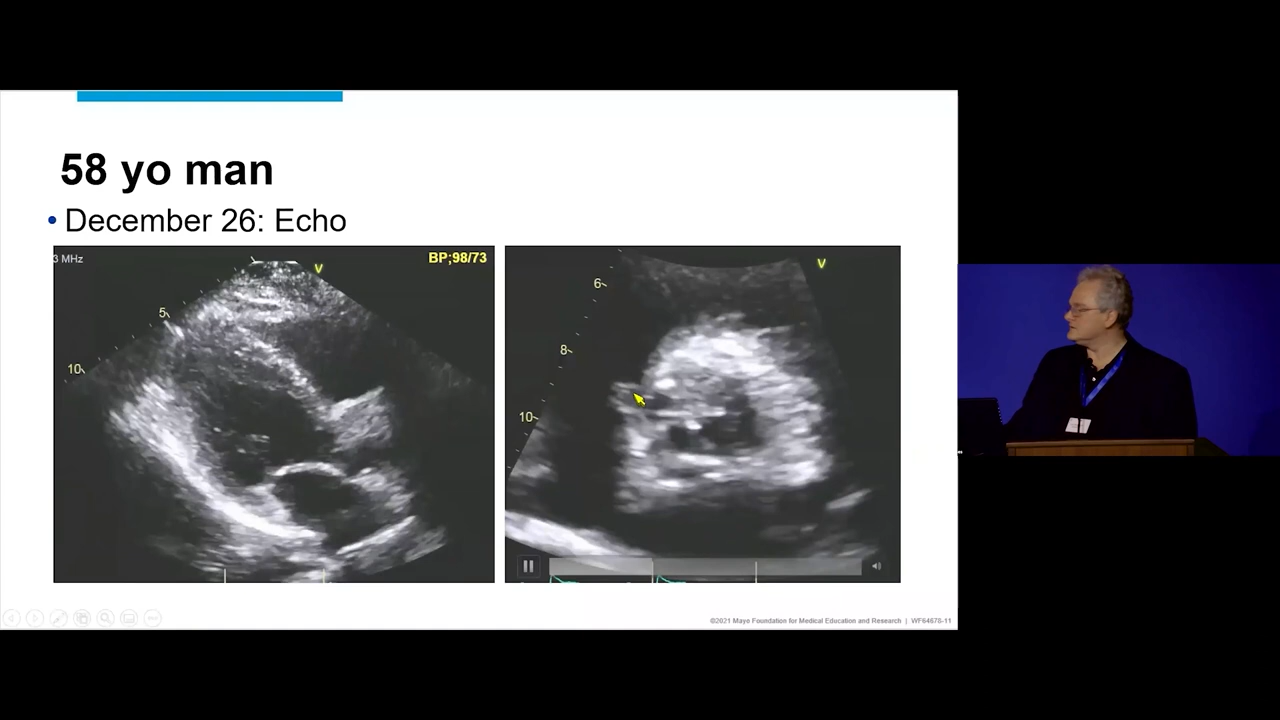 58 yo man
• December 26: Echo
3 MHz
BP;98/73
V
5
10
V
6
8
10
©2021 Mayo Foundation for Medical Education and Research | WF64678-11